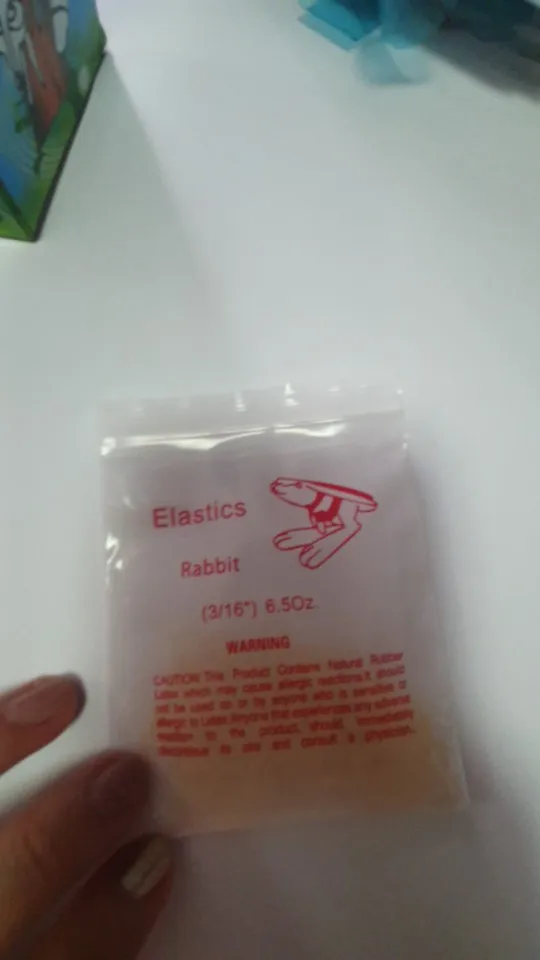 Elastics
Rabbit
(3/16") 6.5Oz.
WARNING
CAUTION This Product Contains Natural Rubber
Latex which may cause allergic reactions.It should
not be used on or by anyone who is sensitive or
allergic to Latex.Anyone that experiences any adverse
reaction to the product, should, immediately
discontinue its use and consult a physician.